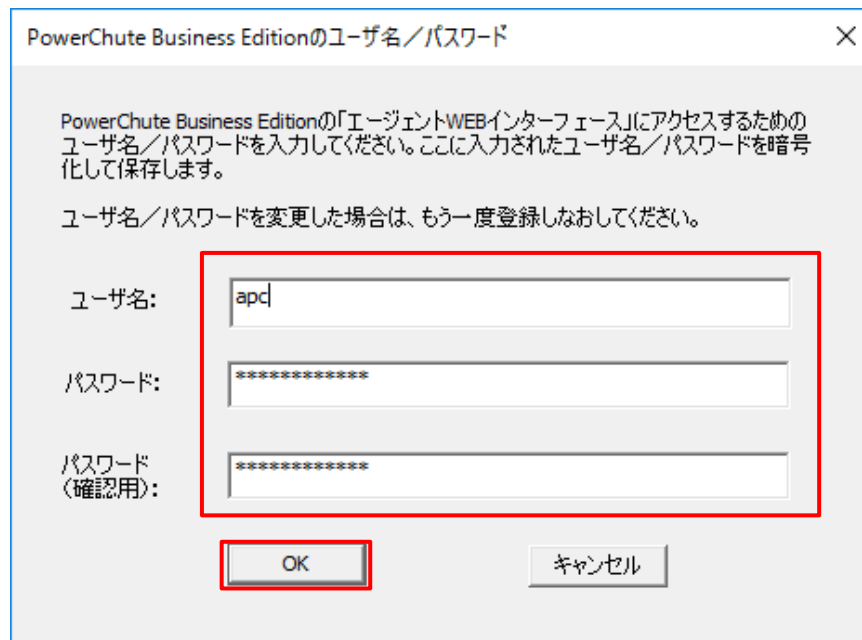 PowerChute Business Editionのユーザ名／パスワード
PowerChute Business Editionの「エージェントWEBインターフェース」にアクセスするための
ユーザ名／パスワードを入力してください。ここに入力されたユーザ名／パスワードを暗号
化して保存します。
ユーザ名／パスワードを変更した場合は、もう一度登録しなおしてください。
ユーザ名:
apc
パスワード:
************
パスワード
(確認用):
************
OK
キャンセル